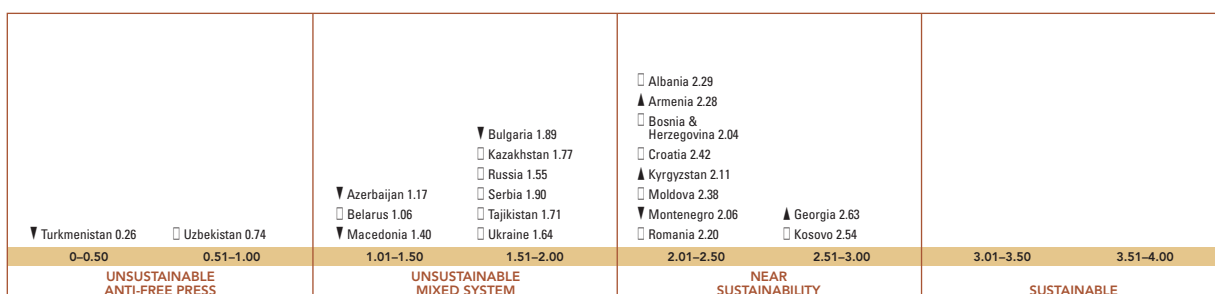 ▼ Turkmenistan 0.26
▯ Uzbekistan 0.74
▼ Azerbaijan 1.17
▯ Belarus 1.06
▼ Macedonia 1.40
▼ Bulgaria 1.89
▯ Kazakhstan 1.77
▯ Russia 1.55
▯ Serbia 1.90
▯ Tajikistan 1.71
▯ Ukraine 1.64
▯ Albania 2.29
▲ Armenia 2.28
▯ Bosnia &
Herzegovina 2.04
▯ Croatia 2.42
▲ Kyrgyzstan 2.11
▯ Moldova 2.38
▼ Montenegro 2.06
▯ Romania 2.20
▲ Georgia 2.63
▯ Kosovo 2.54
0–0.50
0.51–1.00
1.01–1.50
1.51–2.00
2.01–2.50
2.51–3.00
3.01–3.50
3.51–4.00
UNSUSTAINABLE
ANTI-FREE PRESS
UNSUSTAINABLE
MIXED SYSTEM
NEAR
SUSTAINABILITY
SUSTAINABLE